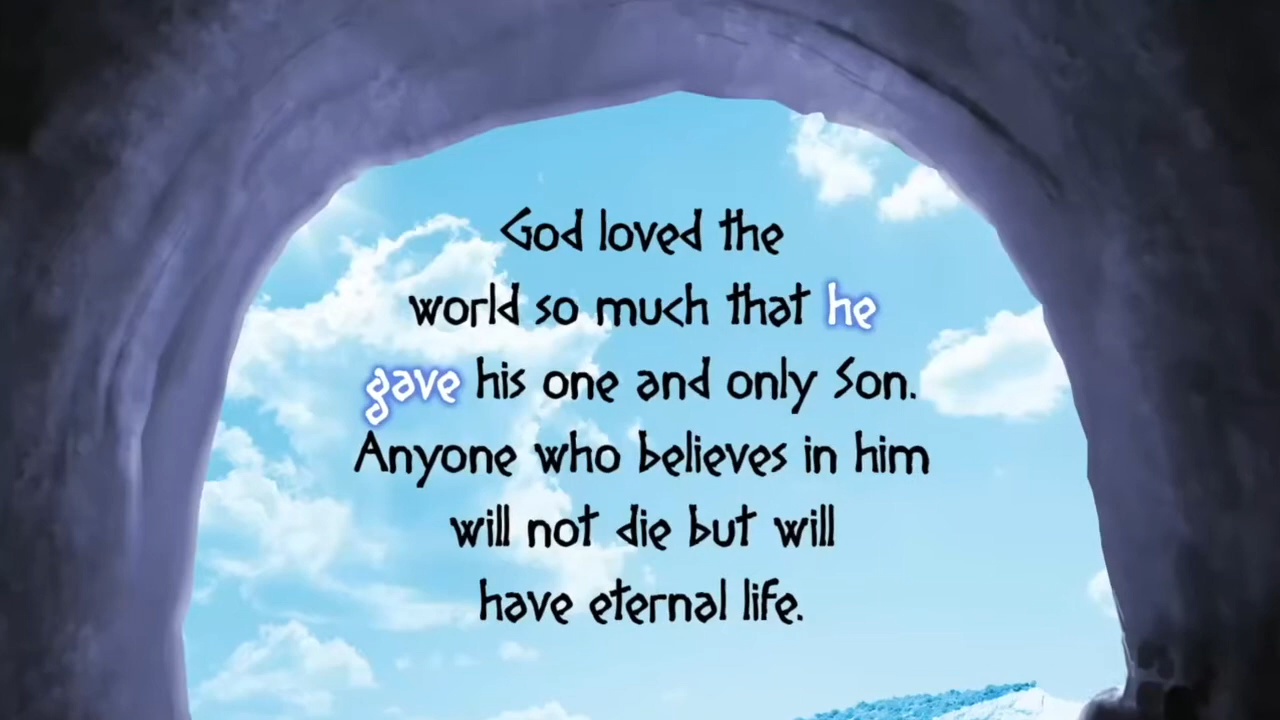 God loved the
world so much that he
gave his one and only Son.
Anyone who believes in him
will not die but will
have eternal life.